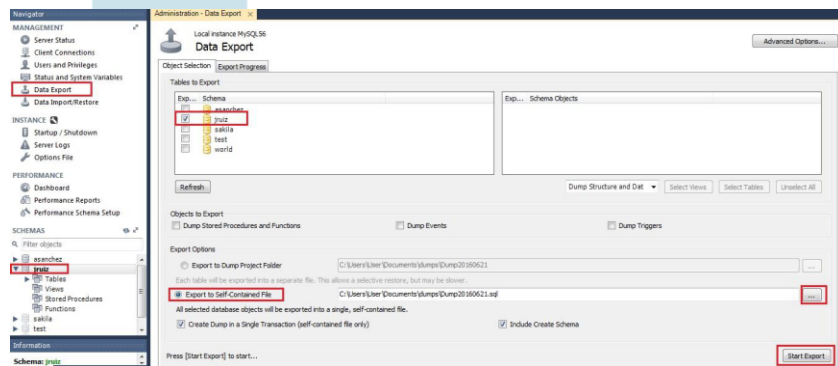 Navigator
MANAGEMENT
Server Status
Client Connections
Users and Privileges
Status and System Variables
Data Export
Data Import/Restore
INSTANCE
Startup / Shutdown
Server Logs
Options File
PERFORMANCE
Dashboard
Performance Reports
Performance Schema Setup
SCHEMAS
Filter objects
asanchez
jruiz
Tables
Views
Stored Procedures
Functions
sakila
test
Information
Schema: jruiz
Administration - Data Export
Local instance MySQL56
Data Export
Advanced Options...
Object Selection Export Progress
Tables to Export
Exp... Schema
asanchez
jruiz
sakila
test
world
Exp... Schema Objects
Refresh
Dump Structure and Dat
Select Views
Select Tables
Unselect All
Objects to Export
Dump Stored Procedures and Functions
Dump Events
Dump Triggers
Export Options
Export to Dump Project Folder
C:\Users\User\Documents\dumps\Dump20160621
...
Each table will be exported into a separate file. This allows a selective restore, but may be slower.
Export to Self-Contained File
C:\Users\User\Documents\dumps\Dump20160621.sql
...
All selected database objects will be exported into a single, self-contained file.
Create Dump in a Single Transaction (self-contained file only)
Include Create Schema
Press [Start Export] to start...
Start Export